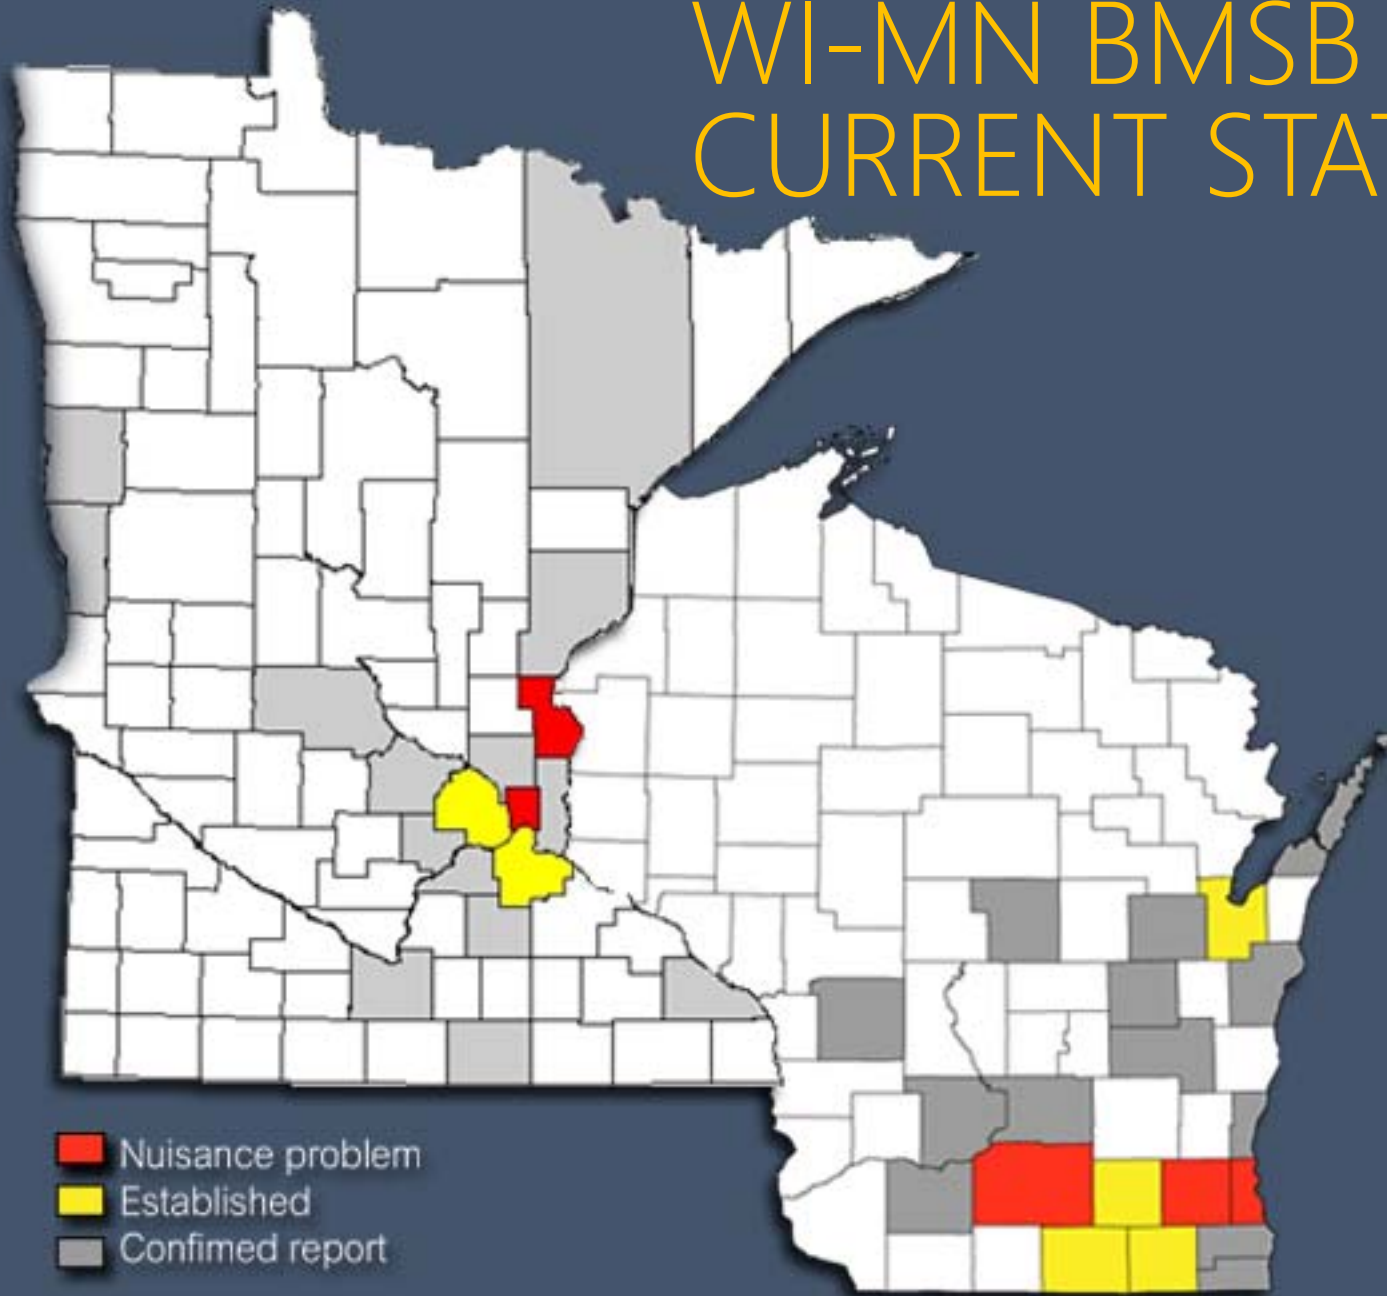 WI-MN BMSB
CURRENT STAT
Nuisance problem
Established
Confimed report